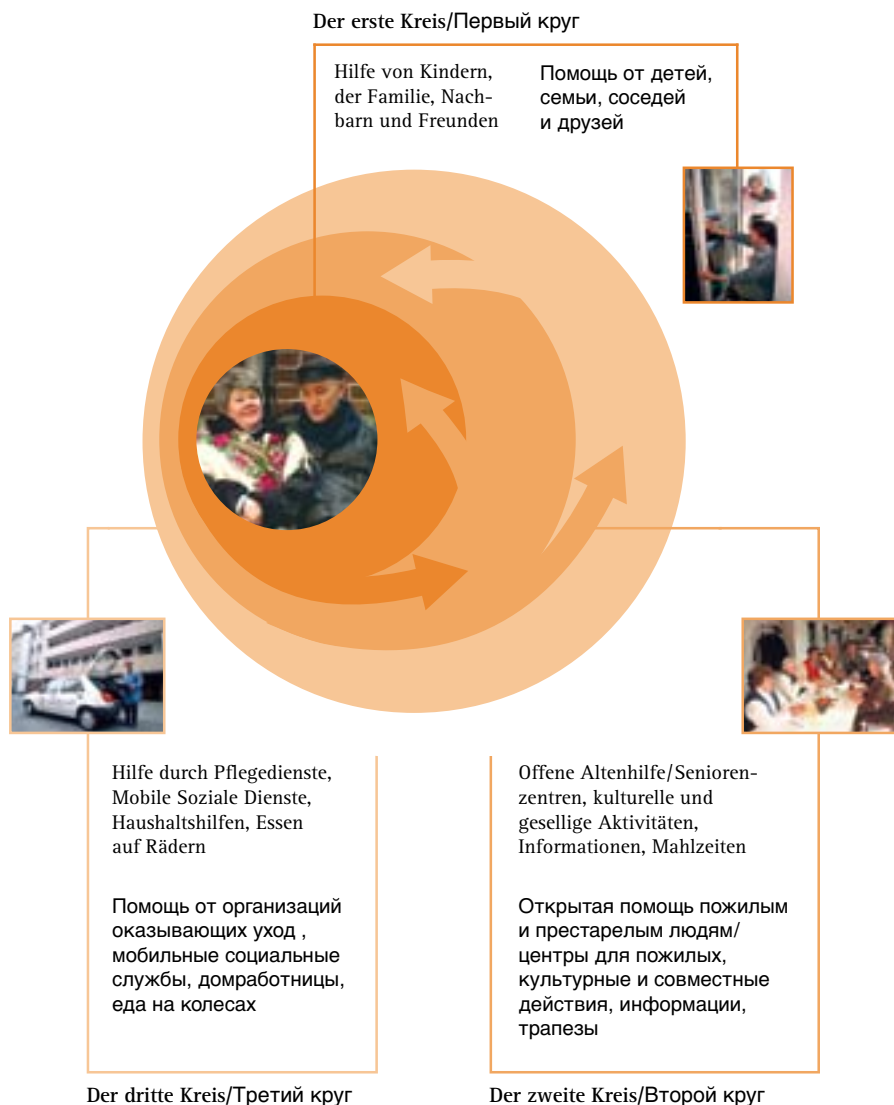 Der erste Kreis/Первый круг
Hilfe von Kindern,
der Familie, Nach-
barn und Freunden
Помощь от детей,
семьи, соседей
и друзей
Hilfe durch Pflegedienste,
Mobile Soziale Dienste,
Haushaltshilfen, Essen
auf Rädern
Помощь от организаций
оказывающих уход ,
мобильные социальные
службы, домработницы,
еда на колесах
Der dritte Kreis/Третий круг
Offene Altenhilfe/Senioren-
zentren, kulturelle und
gesellige Aktivitäten,
Informationen, Mahlzeiten
Открытая помощь пожилым
и престарелым людям/
центры для пожилых,
культурные и совместные
действия, информации,
трапезы
Der zweite Kreis/Второй круг